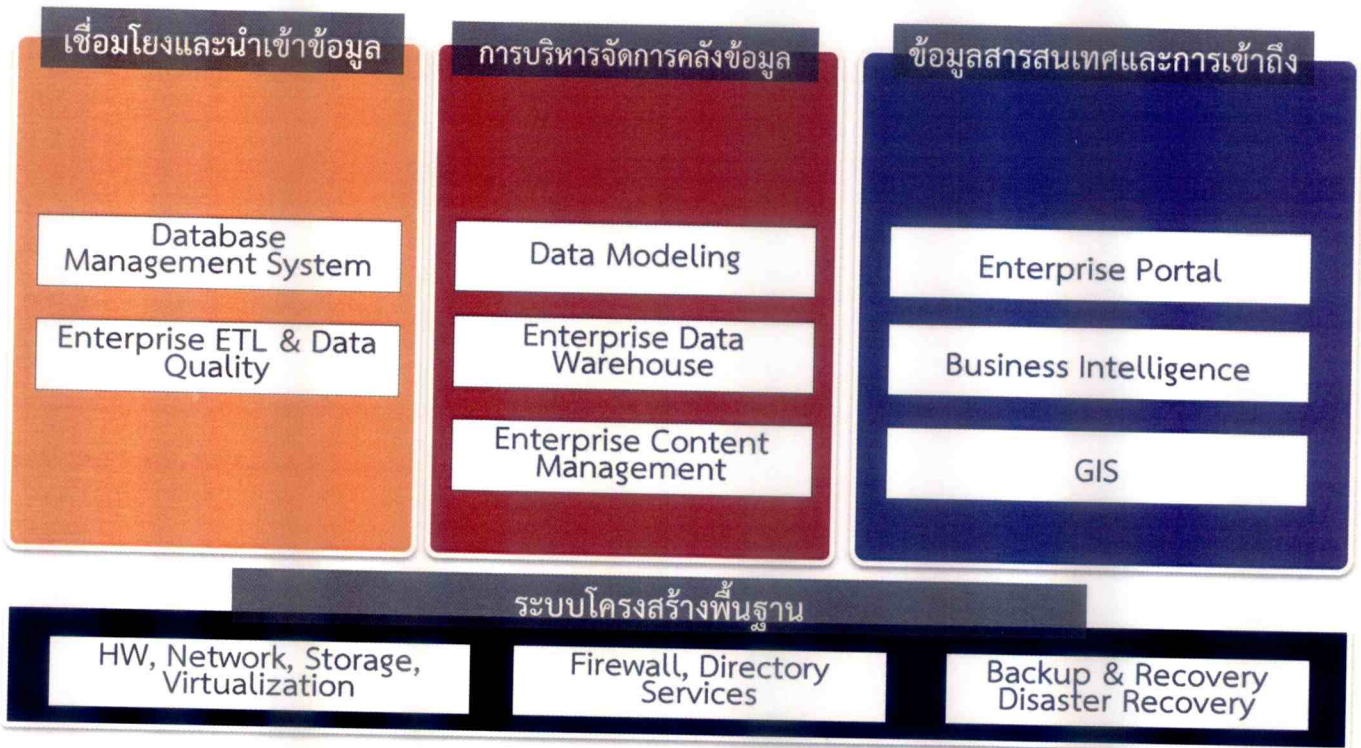 เชื่อมโยงและนำเข้าข้อมูล
Database
Management System
Enterprise ETL & Data
Quality
การบริหารจัดการคลังข้อมูล
Data Modeling
Enterprise Data
Warehouse
Enterprise Content
Management
ข้อมูลสารสนเทศและการเข้าถึง
Enterprise Portal
Business Intelligence
GIS
ระบบโครงสร้างพื้นฐาน
HW, Network, Storage,
Virtualization
Firewall, Directory
Services
Backup & Recovery
Disaster Recovery